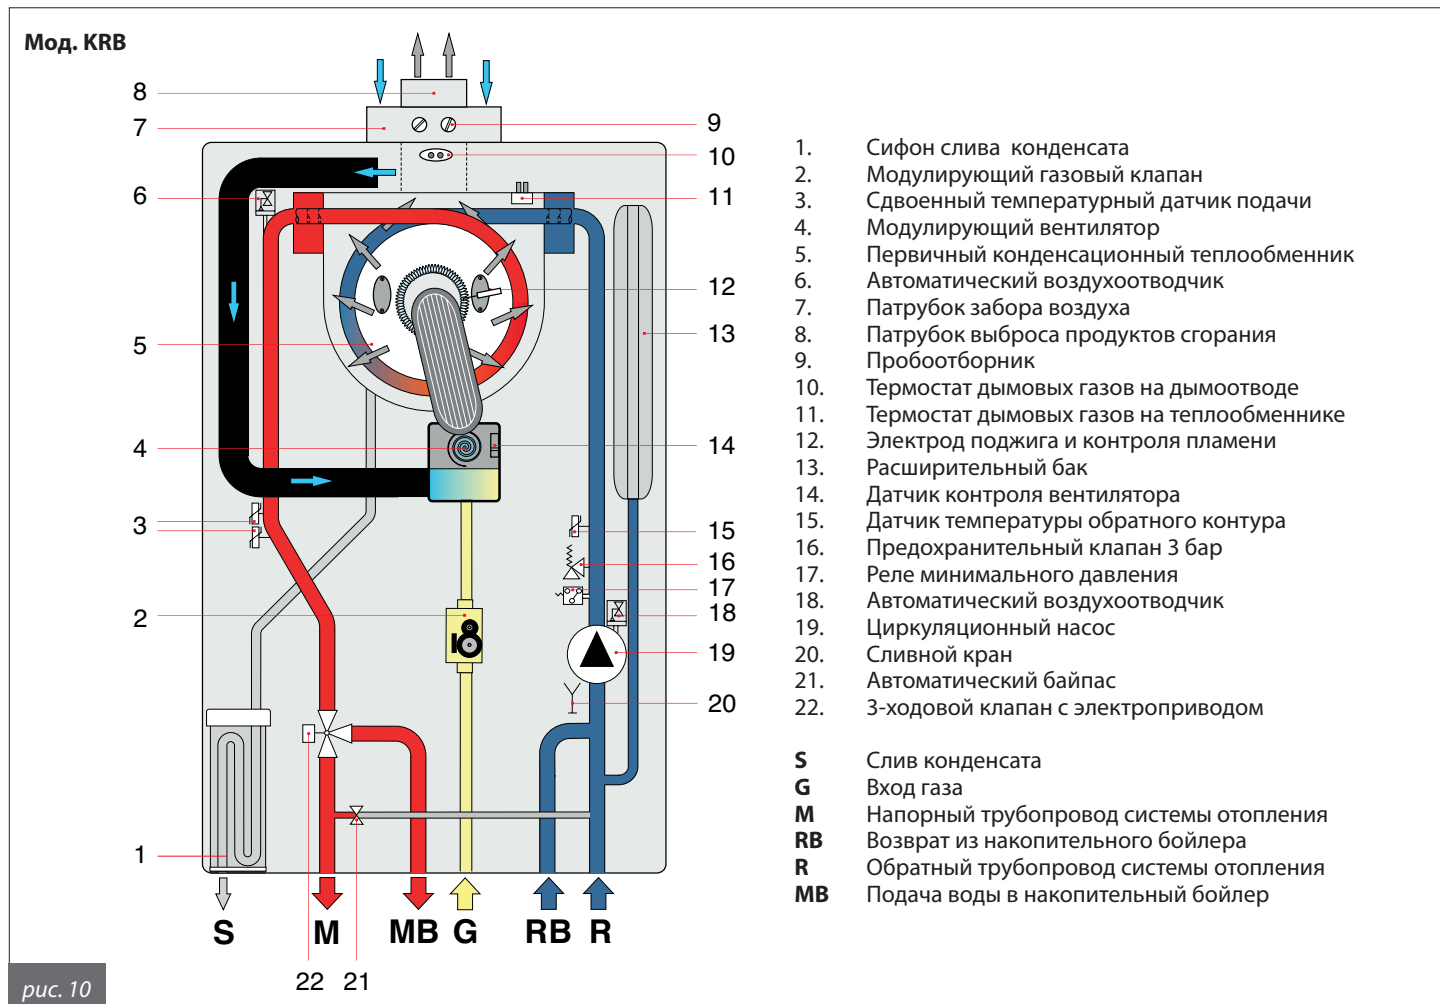 Мод. KRB
8
7
9
10
6
11
12
13
5
4
14
3
15
16
17
2
18
19
20
1
S
M
MB
G
RB
R
22
21
1. Сифон слива конденсата
2. Модулирующий газовый клапан
3. Сдвоенный температурный датчик подачи
4. Модулирующий вентилятор
5. Первичный конденсационный теплообменник
6. Автоматический воздухоотводчик
7. Патрубок забора воздуха
8. Патрубок выброса продуктов сгорания
9. Пробоотборник
10. Термостат дымовых газов на дымоотводе
11. Термостат дымовых газов на теплообменнике
12. Электрод поджига и контроля пламени
13. Расширительный бак
14. Датчик контроля вентилятора
15. Датчик температуры обратного контура
16. Предохранительный клапан 3 бар
17. Реле минимального давления
18. Автоматический воздухоотводчик
19. Циркуляционный насос
20. Сливной кран
21. Автоматический байпас
22. 3-ходовой клапан с электроприводом
S Слив конденсата
G Вход газа
M Напорный трубопровод системы отопления
RB Возврат из накопительного бойлера
R Обратный трубопровод системы отопления
MB Подача воды в накопительный бойлер
рис. 10